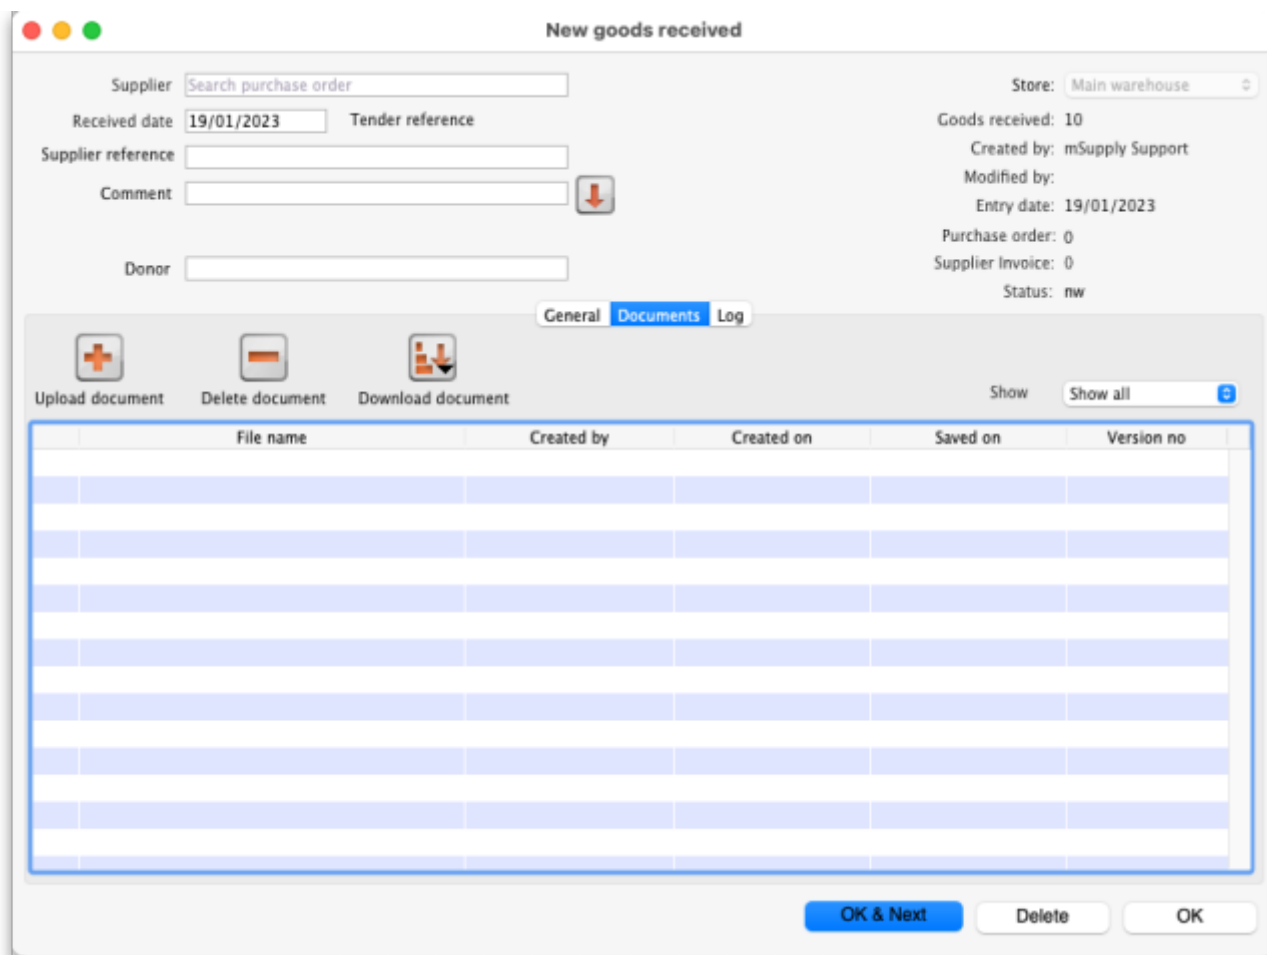 New goods received
Supplier Search purchase order Store: Main warehouse
Received date 19/01/2023 Tender reference Goods received: 10
Supplier reference Created by: mSupply Support
Modified by:
Comment Entry date: 19/01/2023
Purchase order: 0
Donor Supplier Invoice: 0
Status: nw
General Documents Log
Upload document Delete document Download document Show Show all
File name Created by Created on Saved on Version no
OK & Next Delete OK